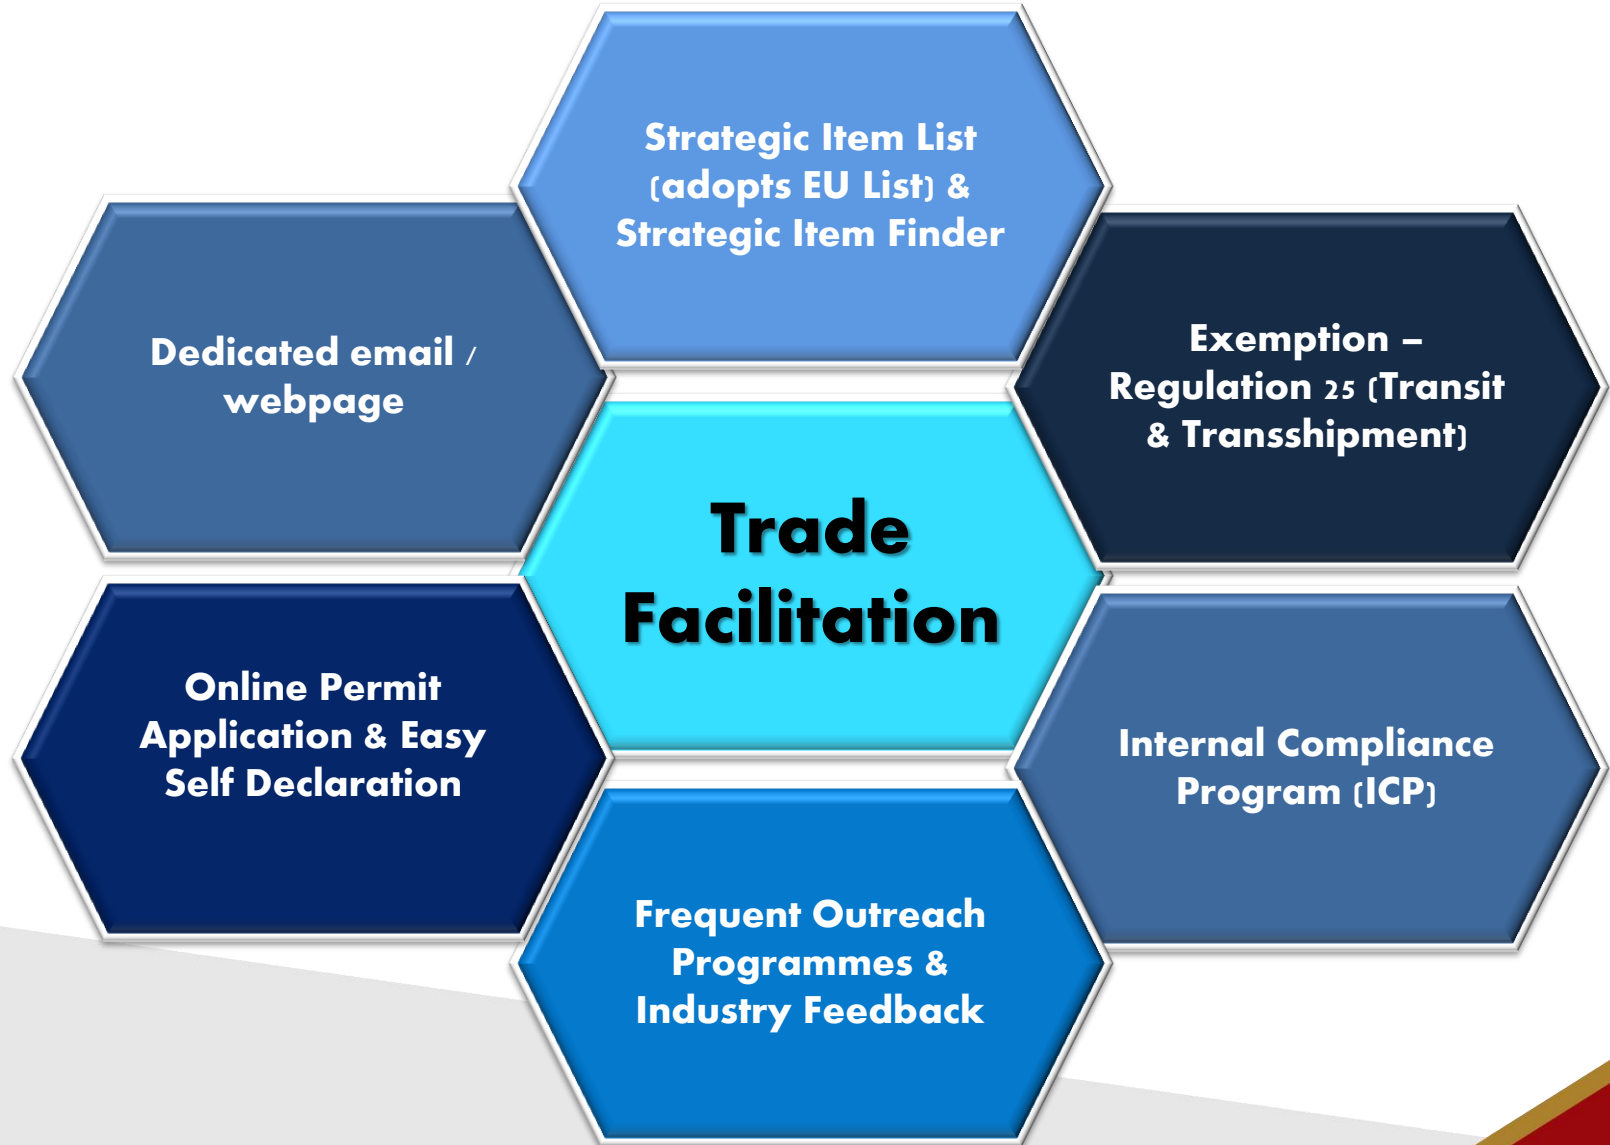 Strategic Item List
(adopts EU List) &
Strategic Item Finder
Dedicated email /
webpage
Exemption –
Regulation 25 (Transit
& Transshipment)
Trade
Facilitation
Online Permit
Application & Easy
Self Declaration
Internal Compliance
Program (ICP)
Frequent Outreach
Programmes &
Industry Feedback